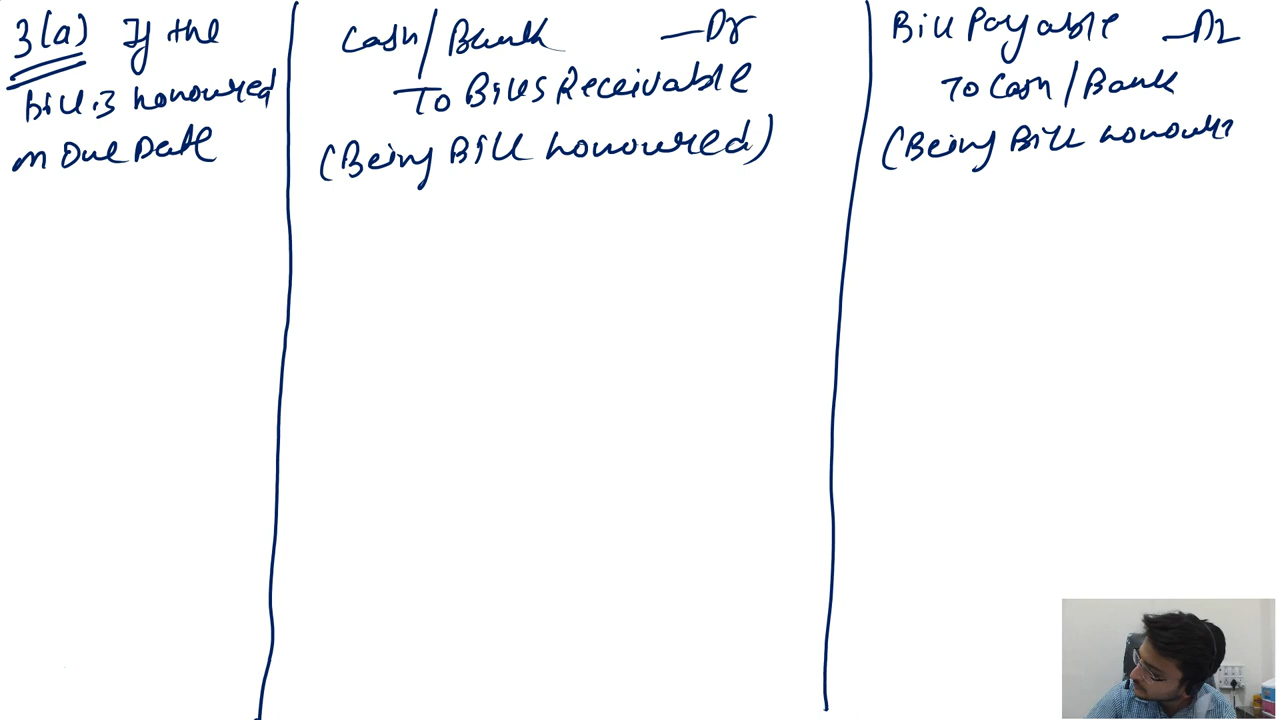 3(a) If the
bill is honoured
on Due Date
Cash/Bank —Dr
To Bills Receivable
(Being Bill honoured)
Bill Payable —Dr
To Cash/Bank
(Being Bill honour